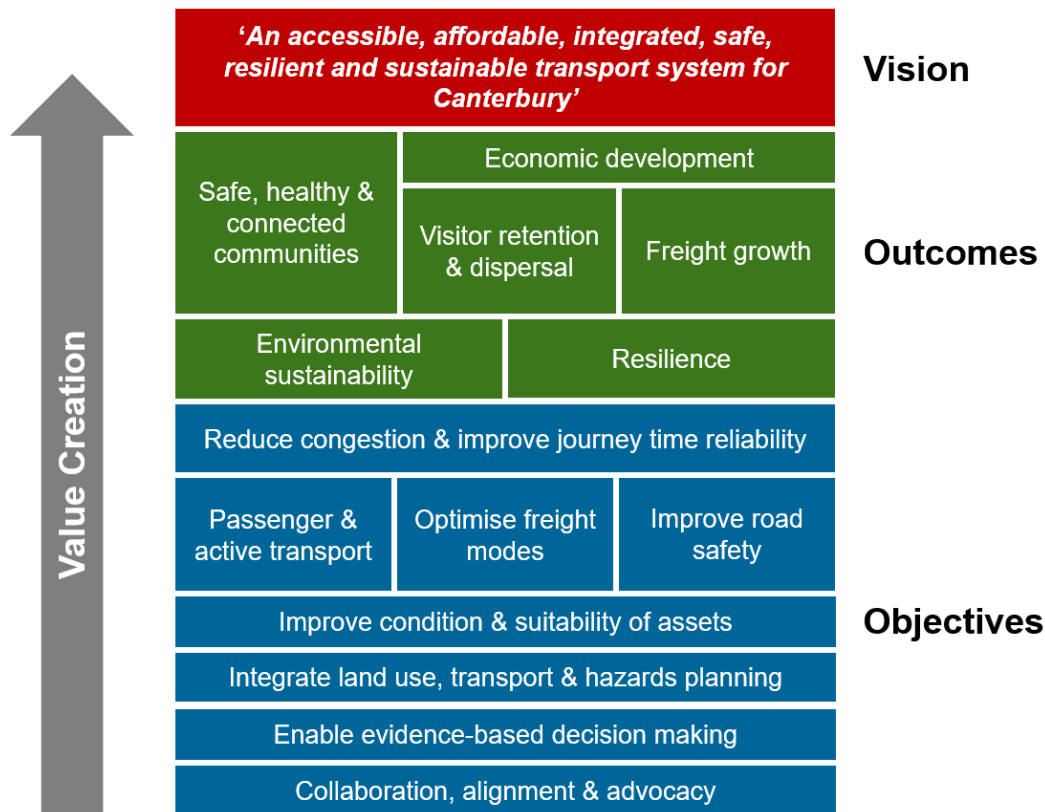 ‘An accessible, affordable, integrated, safe,
resilient and sustainable transport system for
Canterbury’
Vision
Safe, healthy &
connected
communities
Economic development
Visitor retention
& dispersal
Freight growth
Outcomes
Environmental
sustainability
Resilience
Reduce congestion & improve journey time reliability
Passenger &
active transport
Optimise freight
modes
Improve road
safety
Improve condition & suitability of assets
Objectives
Integrate land use, transport & hazards planning
Enable evidence-based decision making
Collaboration, alignment & advocacy
Value Creation